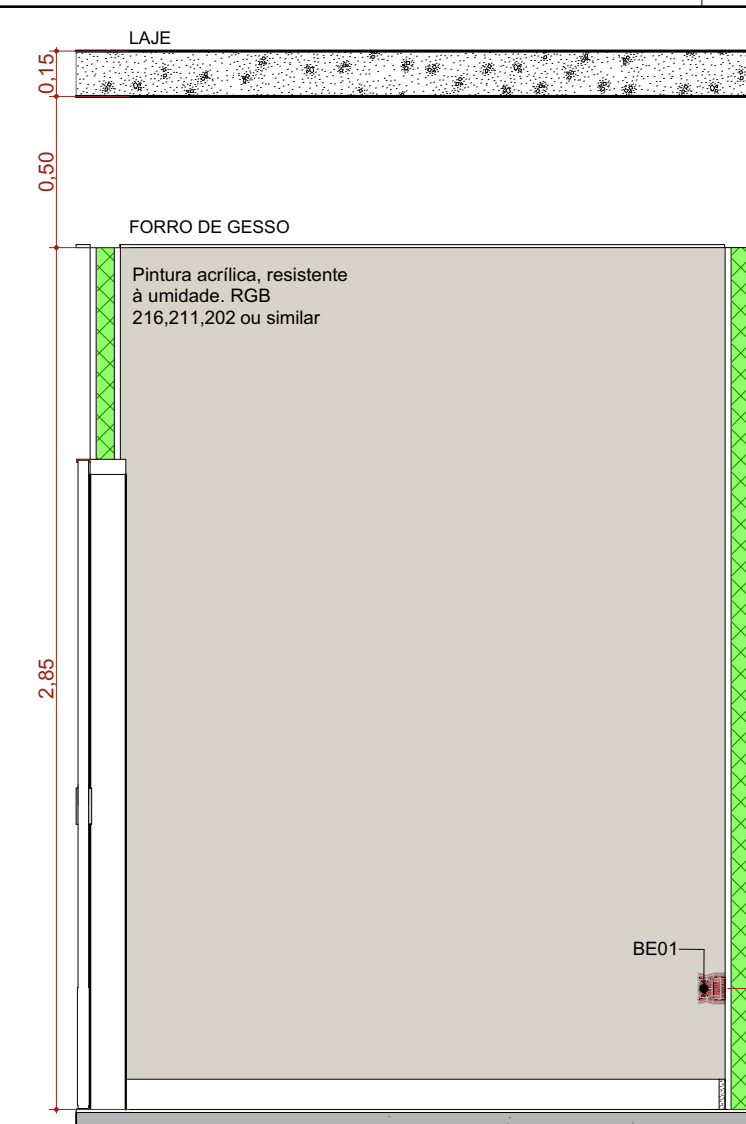 LAJE
0,15
0,50
FORRO DE GESSO
Pintura acrílica, resistente
à umidade. RGB
216,211,202 ou similar
2,85
BE01